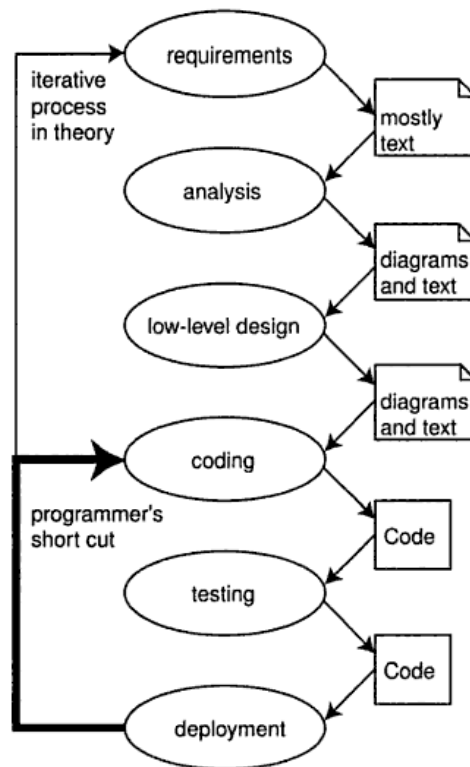 requirements
iterative
process
in theory
mostly
text
analysis
diagrams
and text
low-level design
diagrams
and text
coding
programmer's
short cut
Code
testing
Code
deployment